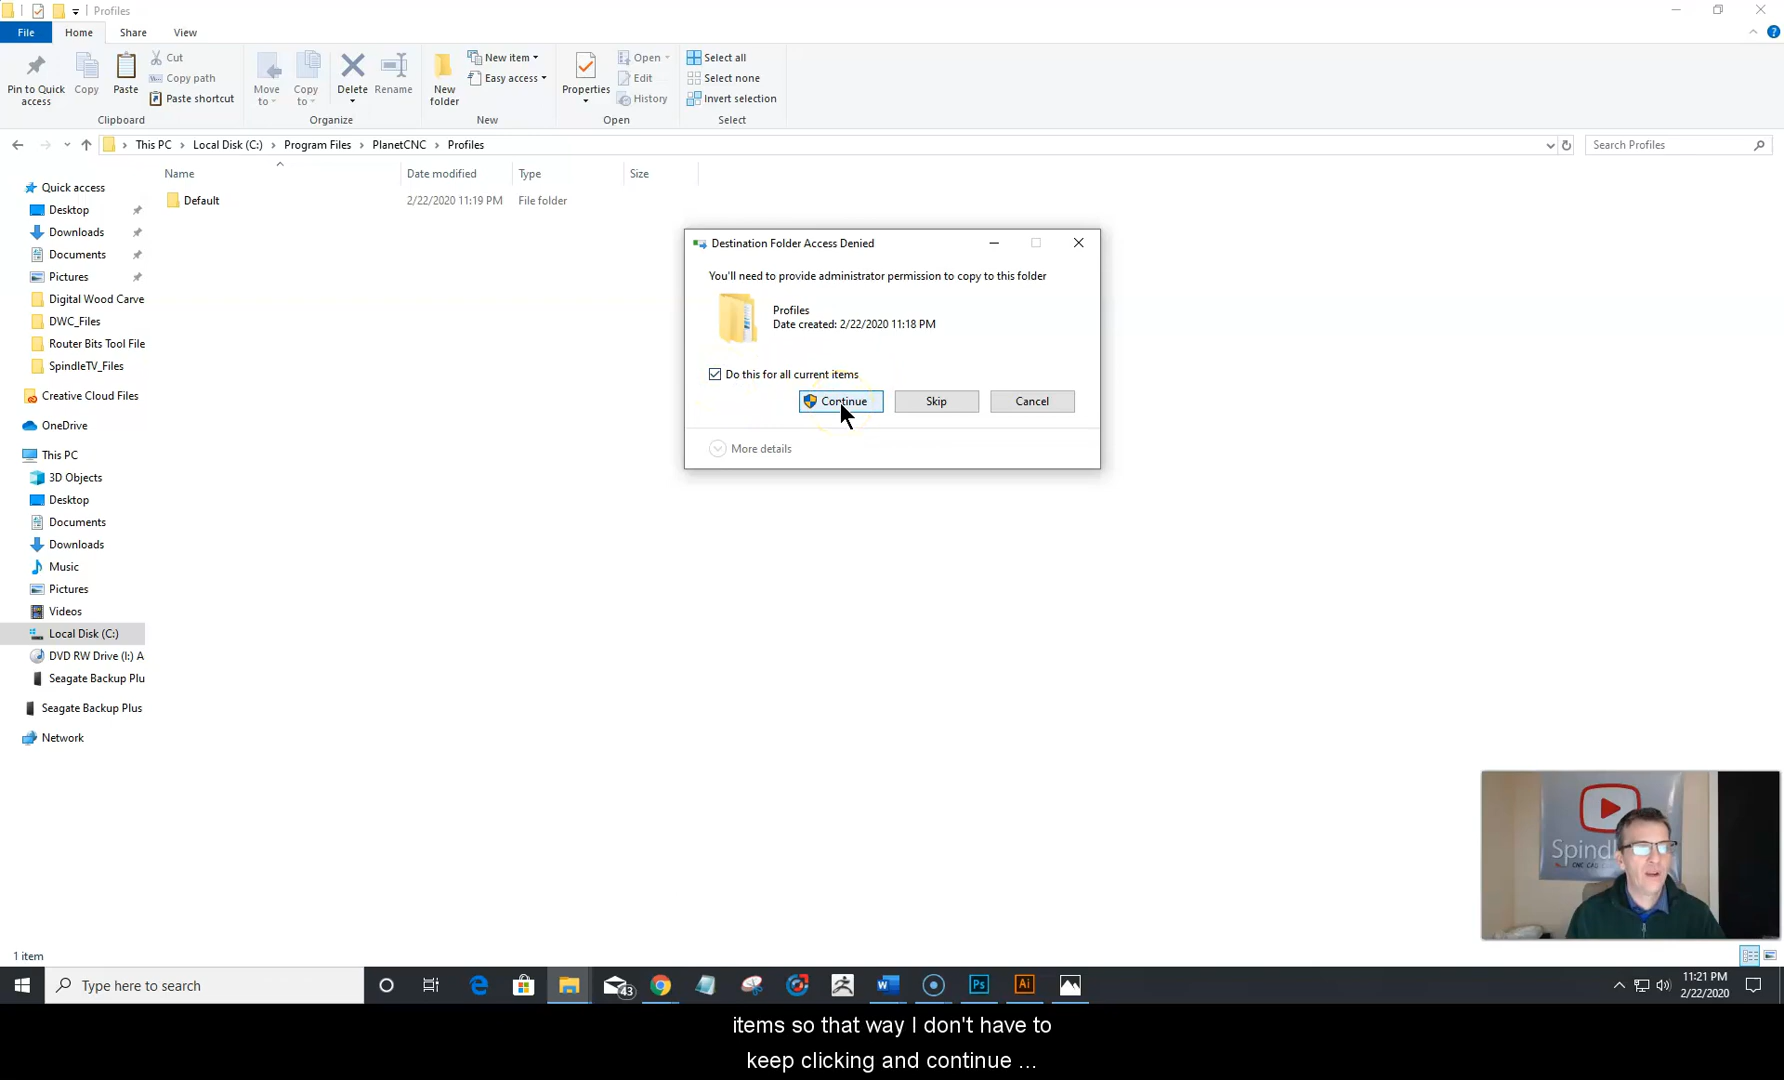 Profiles
File Home Share View
Pin to Quick access
Copy
Paste
Cut
Copy path
Paste shortcut
Clipboard
Move to
Copy to
Delete
Rename
Organize
New folder
New item
Easy access
New
Properties
Open
Edit
History
Open
Select all
Select none
Invert selection
Select
This PC › Local Disk (C:) › Program Files › PlanetCNC › Profiles
Search Profiles
Name Date modified Type Size
Default 2/22/2020 11:19 PM File folder
Quick access
Desktop
Downloads
Documents
Pictures
Digital Wood Carve
DWC_Files
Router Bits Tool File
SpindleTV_Files
Creative Cloud Files
OneDrive
This PC
3D Objects
Desktop
Documents
Downloads
Music
Pictures
Videos
Local Disk (C:)
DVD RW Drive (I:) A
Seagate Backup Plu
Seagate Backup Plus
Network
Destination Folder Access Denied
You'll need to provide administrator permission to copy to this folder
Profiles
Date created: 2/22/2020 11:18 PM
Do this for all current items
Continue Skip Cancel
More details
Spindl
1 item
Type here to search
43
Ps
Ai
11:21 PM
2/22/2020
items so that way I don't have to
keep clicking and continue ...